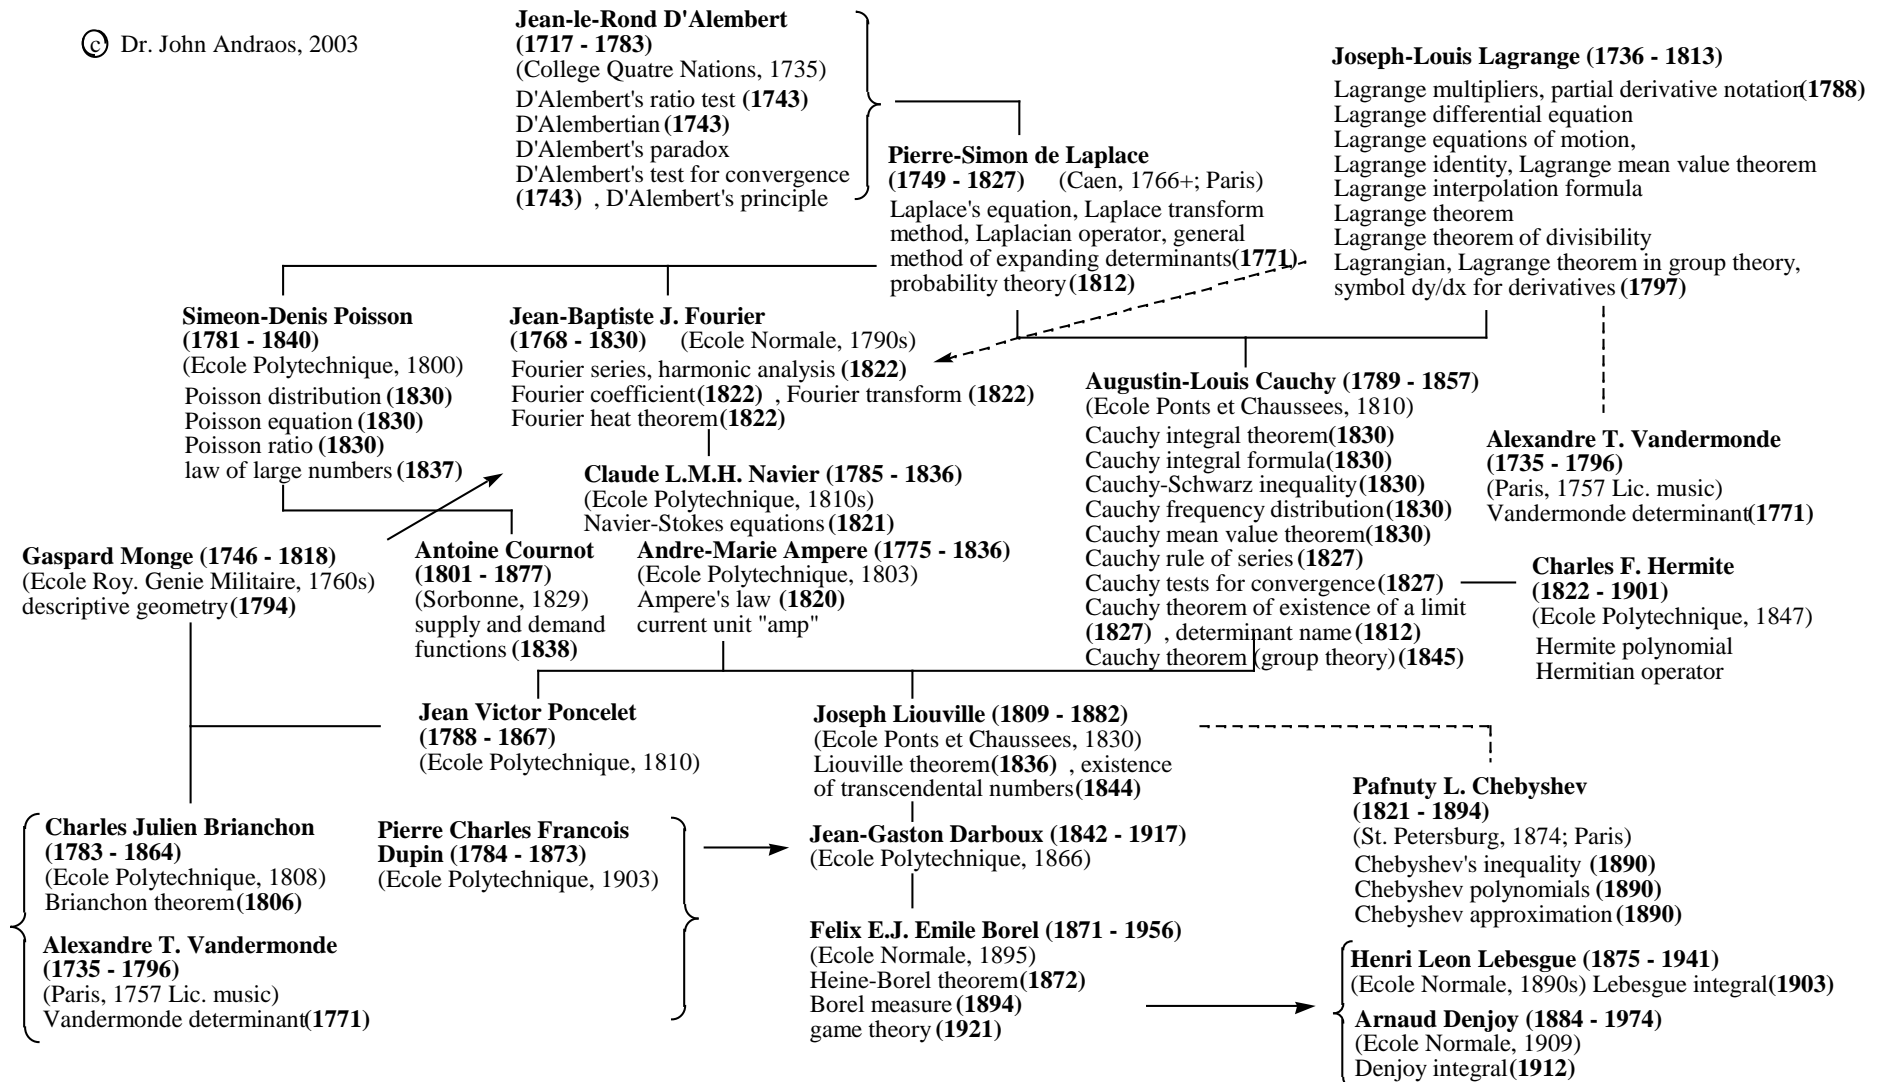 © Dr. John Andraos, 2003
Jean-le-Rond D'Alembert
(1717 - 1783)
(College Quatre Nations, 1735)
D'Alembert's ratio test (1743)
D'Alembertian (1743)
D'Alembert's paradox
D'Alembert's test for convergence
(1743) , D'Alembert's principle
Joseph-Louis Lagrange (1736 - 1813)
Lagrange multipliers, partial derivative notation (1788)
Lagrange differential equation
Lagrange equations of motion,
Lagrange identity, Lagrange mean value theorem
Lagrange interpolation formula
Lagrange theorem
Lagrange theorem of divisibility
Lagrangian, Lagrange theorem in group theory,
symbol dy/dx for derivatives (1797)
Pierre-Simon de Laplace
(1749 - 1827) (Caen, 1766+; Paris)
Laplace's equation, Laplace transform
method, Laplacian operator, general
method of expanding determinants (1771)
probability theory (1812)
Simeon-Denis Poisson
(1781 - 1840)
(Ecole Polytechnique, 1800)
Poisson distribution (1830)
Poisson equation (1830)
Poisson ratio (1830)
law of large numbers (1837)
Jean-Baptiste J. Fourier
(1768 - 1830) (Ecole Normale, 1790s)
Fourier series, harmonic analysis (1822)
Fourier coefficient (1822) , Fourier transform (1822)
Fourier heat theorem (1822)
Augustin-Louis Cauchy (1789 - 1857)
(Ecole Ponts et Chaussees, 1810)
Cauchy integral theorem (1830)
Cauchy integral formula (1830)
Cauchy-Schwarz inequality (1830)
Cauchy frequency distribution (1830)
Cauchy mean value theorem (1830)
Cauchy rule of series (1827)
Cauchy tests for convergence (1827)
Cauchy theorem of existence of a limit
(1827) , determinant name (1812)
Cauchy theorem (group theory) (1845)
Alexandre T. Vandermonde
(1735 - 1796)
(Paris, 1757 Lic. music)
Vandermonde determinant (1771)
Claude L.M.H. Navier (1785 - 1836)
(Ecole Polytechnique, 1810s)
Navier-Stokes equations (1821)
Gaspard Monge (1746 - 1818)
(Ecole Roy. Genie Militaire, 1760s)
descriptive geometry (1794)
Antoine Cournot
(1801 - 1877)
(Sorbonne, 1829)
supply and demand
functions (1838)
Andre-Marie Ampere (1775 - 1836)
(Ecole Polytechnique, 1803)
Ampere's law (1820)
current unit "amp"
Charles F. Hermite
(1822 - 1901)
(Ecole Polytechnique, 1847)
Hermite polynomial
Hermitian operator
Jean Victor Poncelet
(1788 - 1867)
(Ecole Polytechnique, 1810)
Joseph Liouville (1809 - 1882)
(Ecole Ponts et Chaussees, 1830)
Liouville theorem (1836) , existence
of transcendental numbers (1844)
Pafnuty L. Chebyshev
(1821 - 1894)
(St. Petersburg, 1874; Paris)
Chebyshev's inequality (1890)
Chebyshev polynomials (1890)
Chebyshev approximation (1890)
Charles Julien Brianchon
(1783 - 1864)
(Ecole Polytechnique, 1808)
Brianchon theorem (1806)
Pierre Charles Francois
Dupin (1784 - 1873)
(Ecole Polytechnique, 1903)
Jean-Gaston Darboux (1842 - 1917)
(Ecole Polytechnique, 1866)
Alexandre T. Vandermonde
(1735 - 1796)
(Paris, 1757 Lic. music)
Vandermonde determinant (1771)
Felix E.J. Emile Borel (1871 - 1956)
(Ecole Normale, 1895)
Heine-Borel theorem (1872)
Borel measure (1894)
game theory (1921)
Henri Leon Lebesgue (1875 - 1941)
(Ecole Normale, 1890s) Lebesgue integral (1903)
Arnaud Denjoy (1884 - 1974)
(Ecole Normale, 1909)
Denjoy integral (1912)